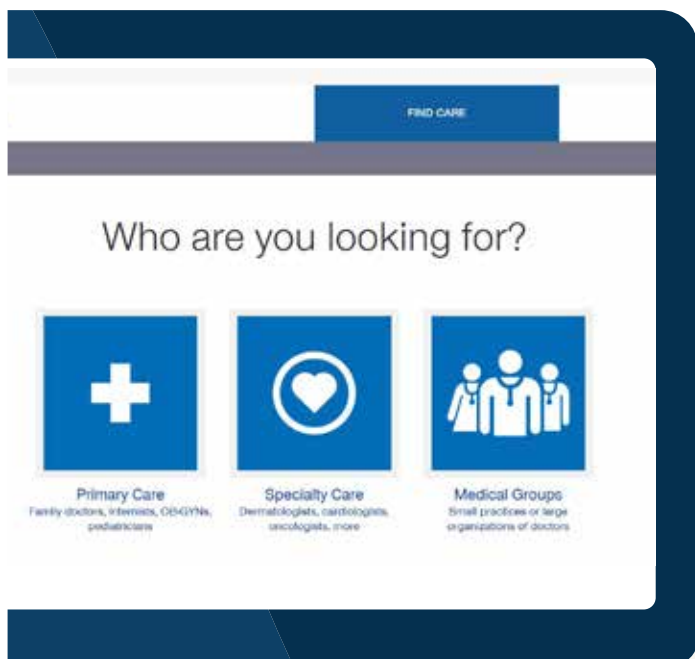 FIND CARE
Who are you looking for?
Primary Care
Family doctors, internists, OB/GYNs,
pediatricians
Specialty Care
Dermatologists, cardiologists,
oncologists, more
Medical Groups
Small practices or large
organizations of doctors